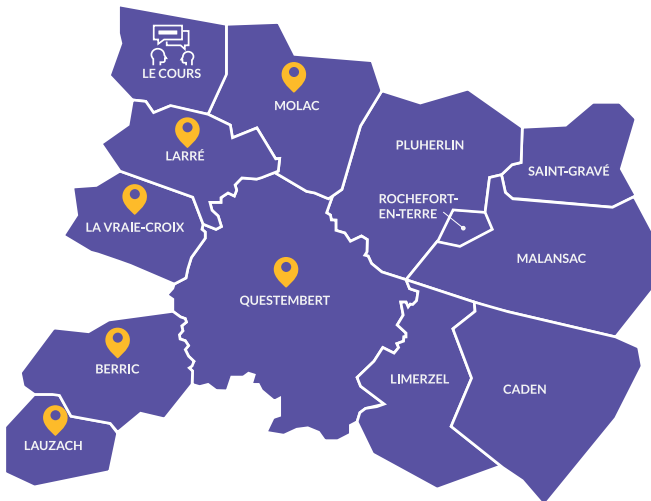 LE COURS
MOLAC
LARRÉ
PLUHERLIN
SAINT-GRAVÉ
ROCHEFORT-
EN-TERRE
LA VRAIE-CROIX
MALANSAC
QUESTEMBERT
BERRIC
LIMERZEL
CADEN
LAUZACH